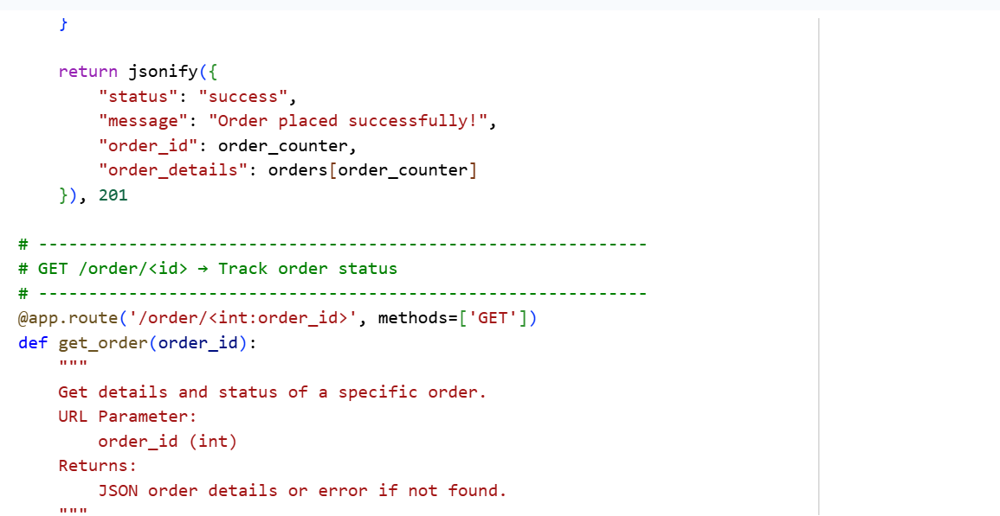 }
return jsonify({
"status": "success",
"message": "Order placed successfully!",
"order_id": order_counter,
"order_details": orders[order_counter]
}), 201
# -------------------------------------------------------------
# GET /order/<id> → Track order status
# -------------------------------------------------------------
@app.route('/order/<int:order_id>', methods=['GET'])
def get_order(order_id):
"""
Get details and status of a specific order.
URL Parameter:
order_id (int)
Returns:
JSON order details or error if not found.
"""